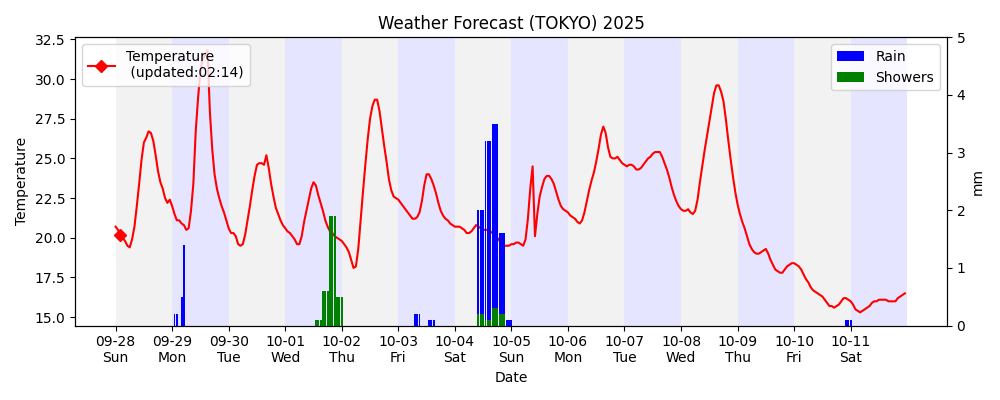 Weather Forecast (TOKYO) 2025
Temperature
(updated:02:14)
Rain
Showers
32.5
30.0
27.5
25.0
22.5
20.0
17.5
15.0
Temperature
5
4
3
2
1
0
mm
09-28 09-29 09-30 10-01 10-02 10-03 10-04 10-05 10-06 10-07 10-08 10-09 10-10 10-11
Sun Mon Tue Wed Thu Fri Sat Sun Mon Tue Wed Thu Fri Sat
Date